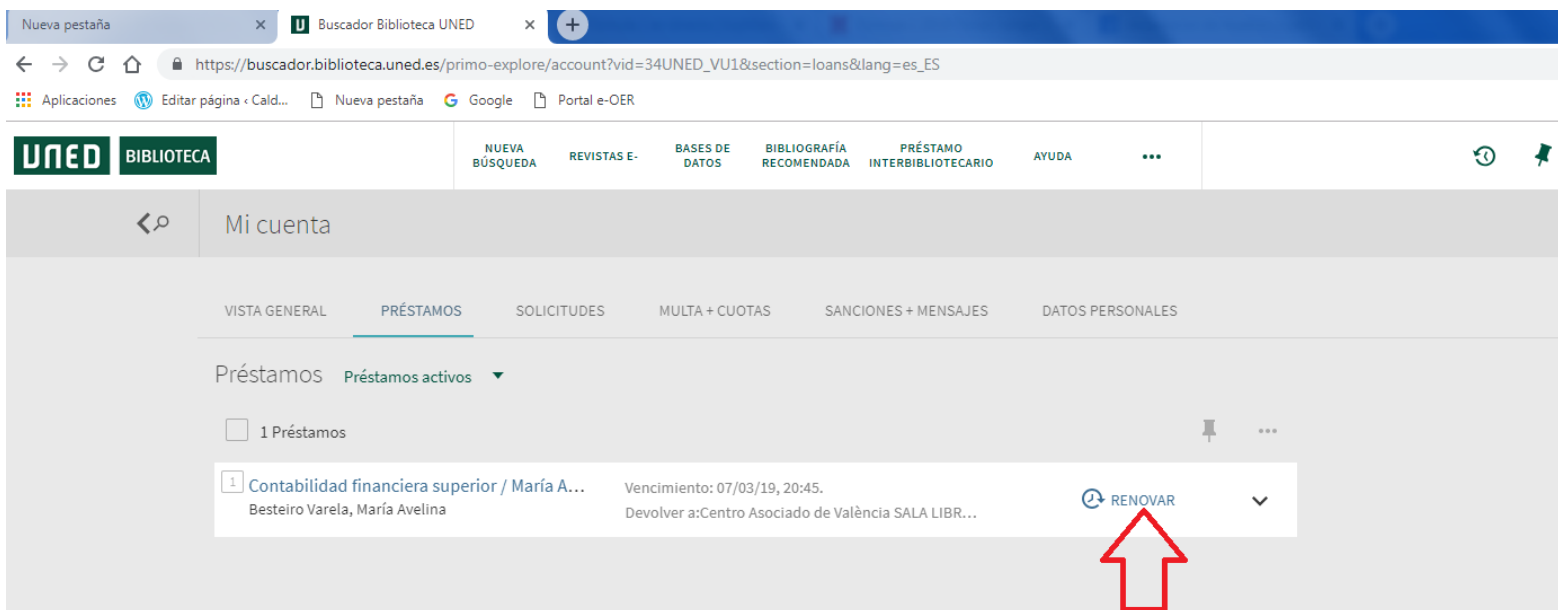 Nueva pestaña
Buscador Biblioteca UNED
https://buscador.biblioteca.uned.es/primo-explore/account?vid=34UNED_VU1&section=loans&lang=es_ES
Aplicaciones Editar página ‹ Cald... Nueva pestaña Google Portal e-OER
UNED BIBLIOTECA
NUEVA BÚSQUEDA
REVISTAS E-
BASES DE DATOS
BIBLIOGRAFÍA RECOMENDADA
PRÉSTAMO INTERBIBLIOTECARIO
AYUDA
Mi cuenta
VISTA GENERAL PRÉSTAMOS SOLICITUDES MULTA + CUOTAS SANCIONES + MENSAJES DATOS PERSONALES
Préstamos Préstamos activos
1 Préstamos
1 Contabilidad financiera superior / María A...
Besteiro Varela, María Avelina
Vencimiento: 07/03/19, 20:45.
Devolver a:Centro Asociado de València SALA LIBR...
RENOVAR